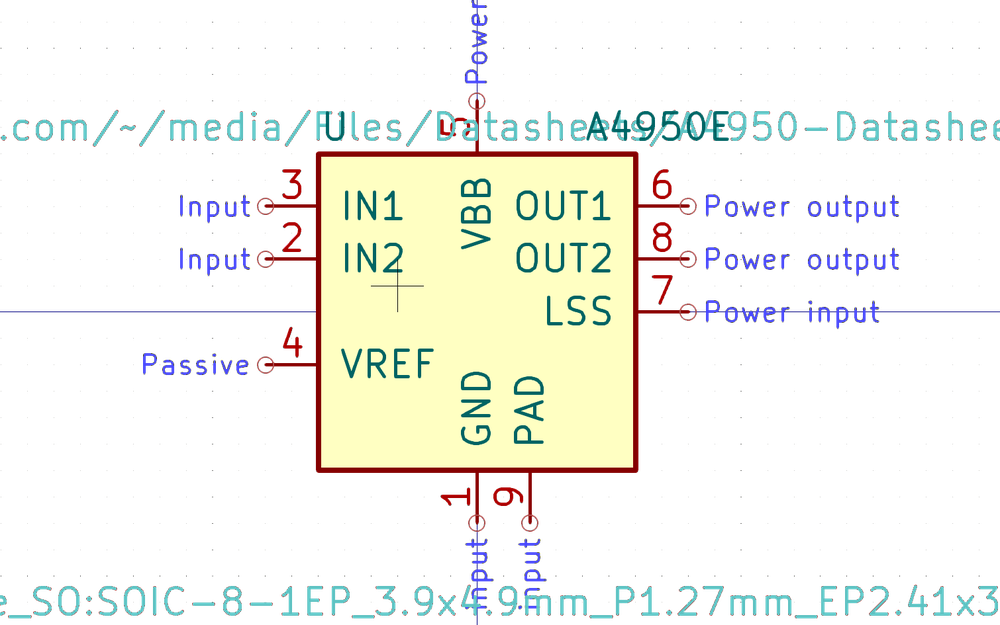 Power
.com/~/media/Files/Datasheets/A4950-Datashee
U
5
A4950E
3
6
Input
IN1
VBB
OUT1
Power output
2
8
Input
IN2
OUT2
Power output
7
LSS
Power input
4
Passive
VREF
GND
PAD
1
9
input
input
e_SO:SOIC-8-1EP_3.9x4.9mm_P1.27mm_EP2.41x3